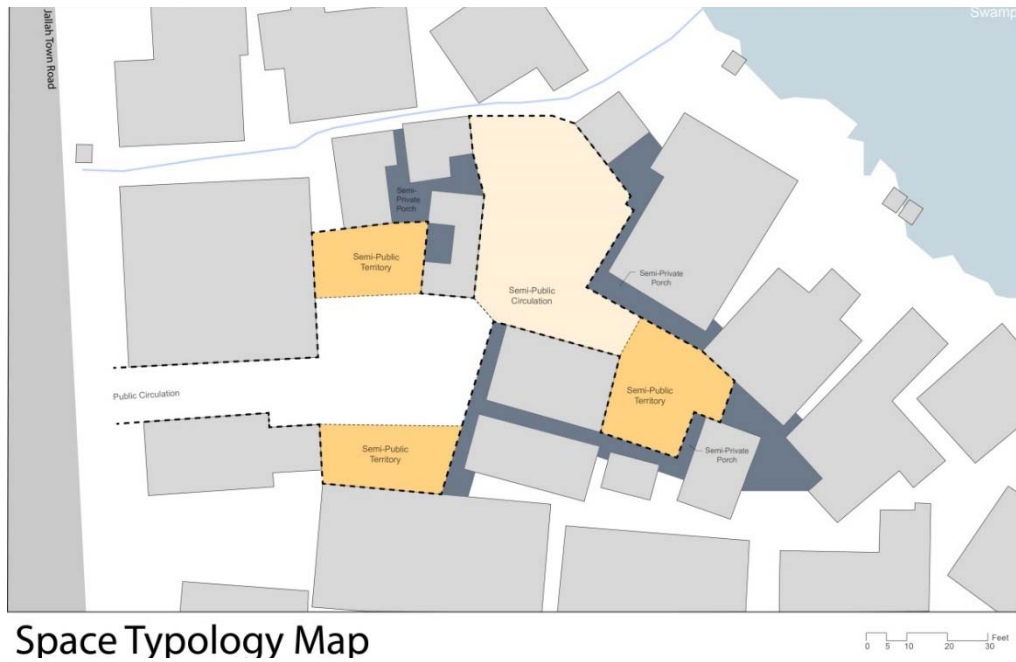 Swamp
Jallah Town Road
Semi-
Private
Porch
Semi-Public
Territory
Semi-Private
Porch
Semi-Public
Circulation
Public Circulation
Semi-Public
Territory
Semi-Public
Territory
Semi-Private
Porch
Space Typology Map
Feet
0 5 10 20 30